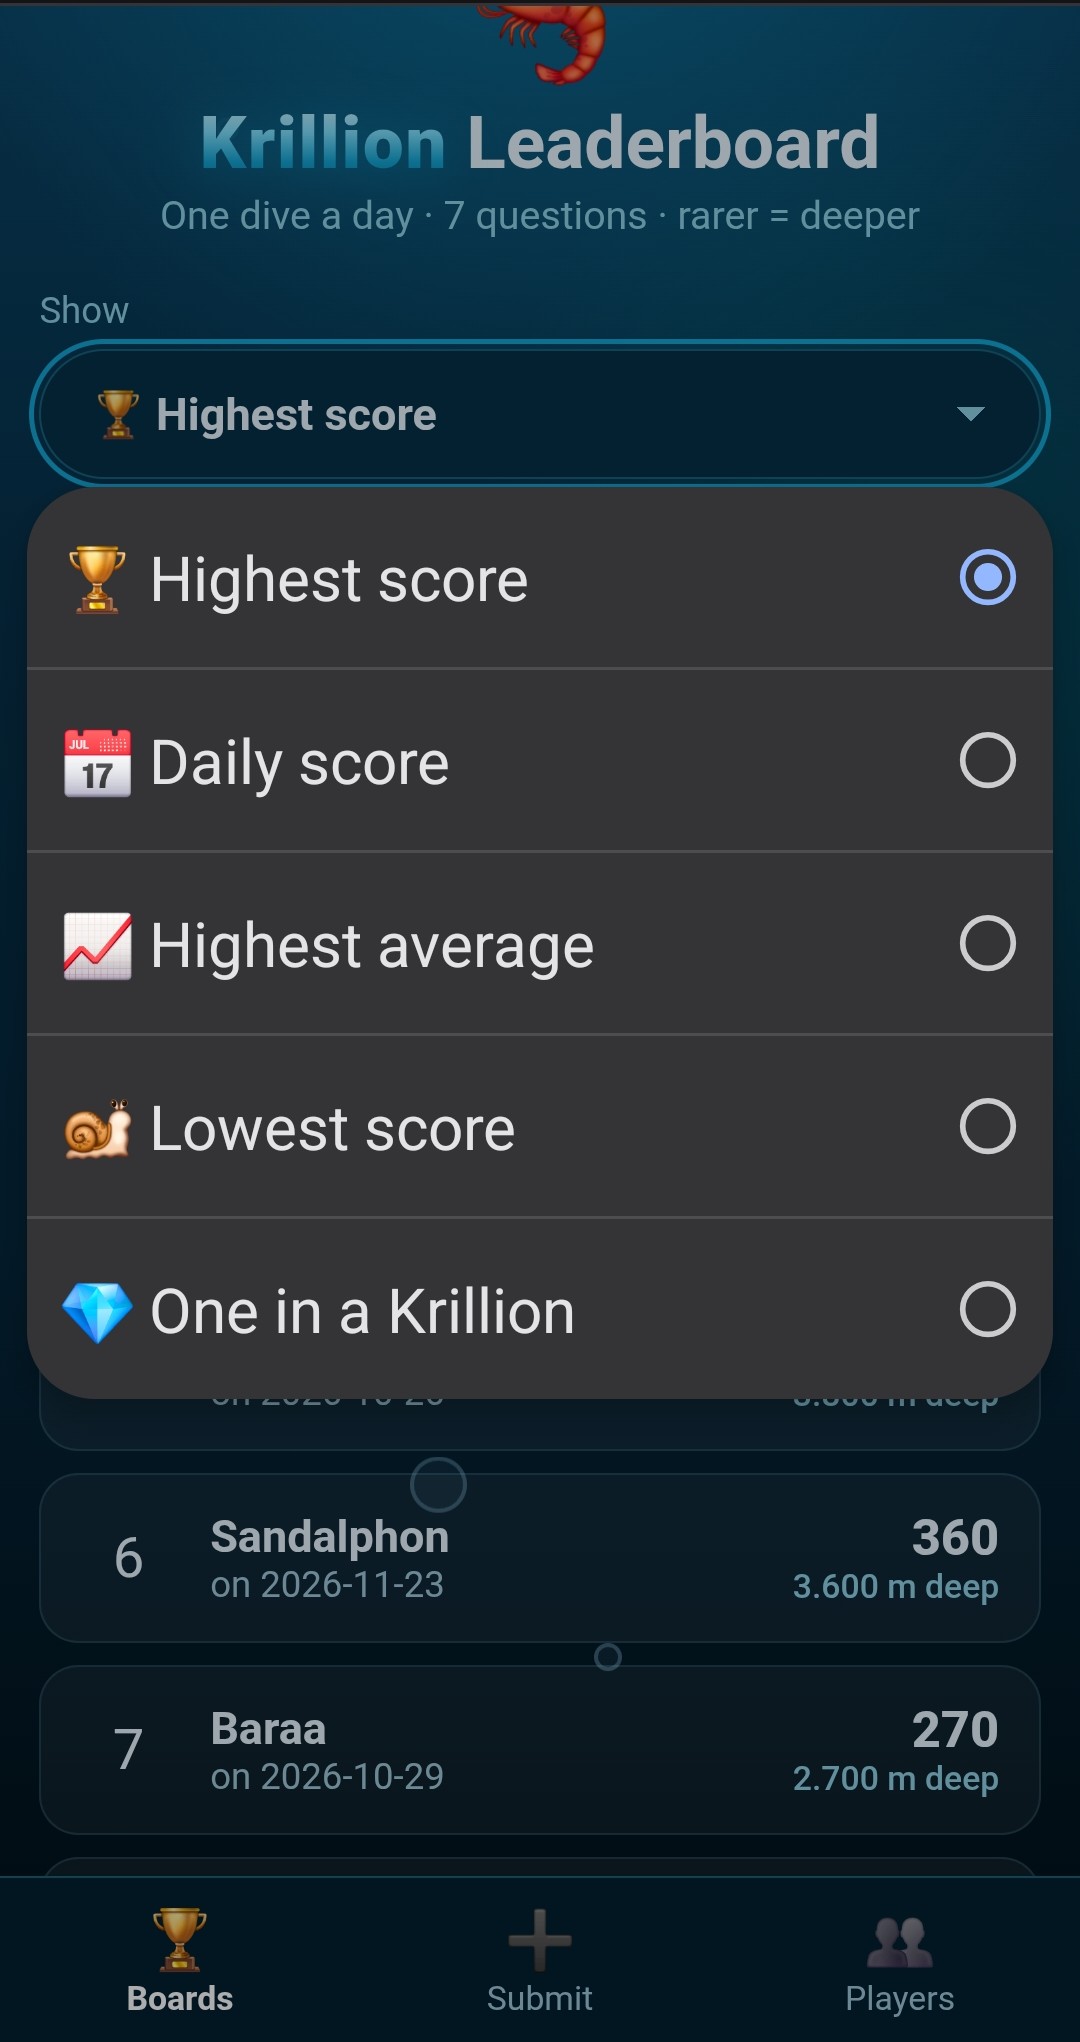 Krillion Leaderboard
One dive a day · 7 questions · rarer = deeper
Show
🏆 Highest score
🏆 Highest score
JUL 17 Daily score
Highest average
Lowest score
One in a Krillion
6
Sandalphon
360
on 2026-11-23
3.600 m deep
7
Baraa
270
on 2026-10-29
2.700 m deep
Boards
Submit
Players